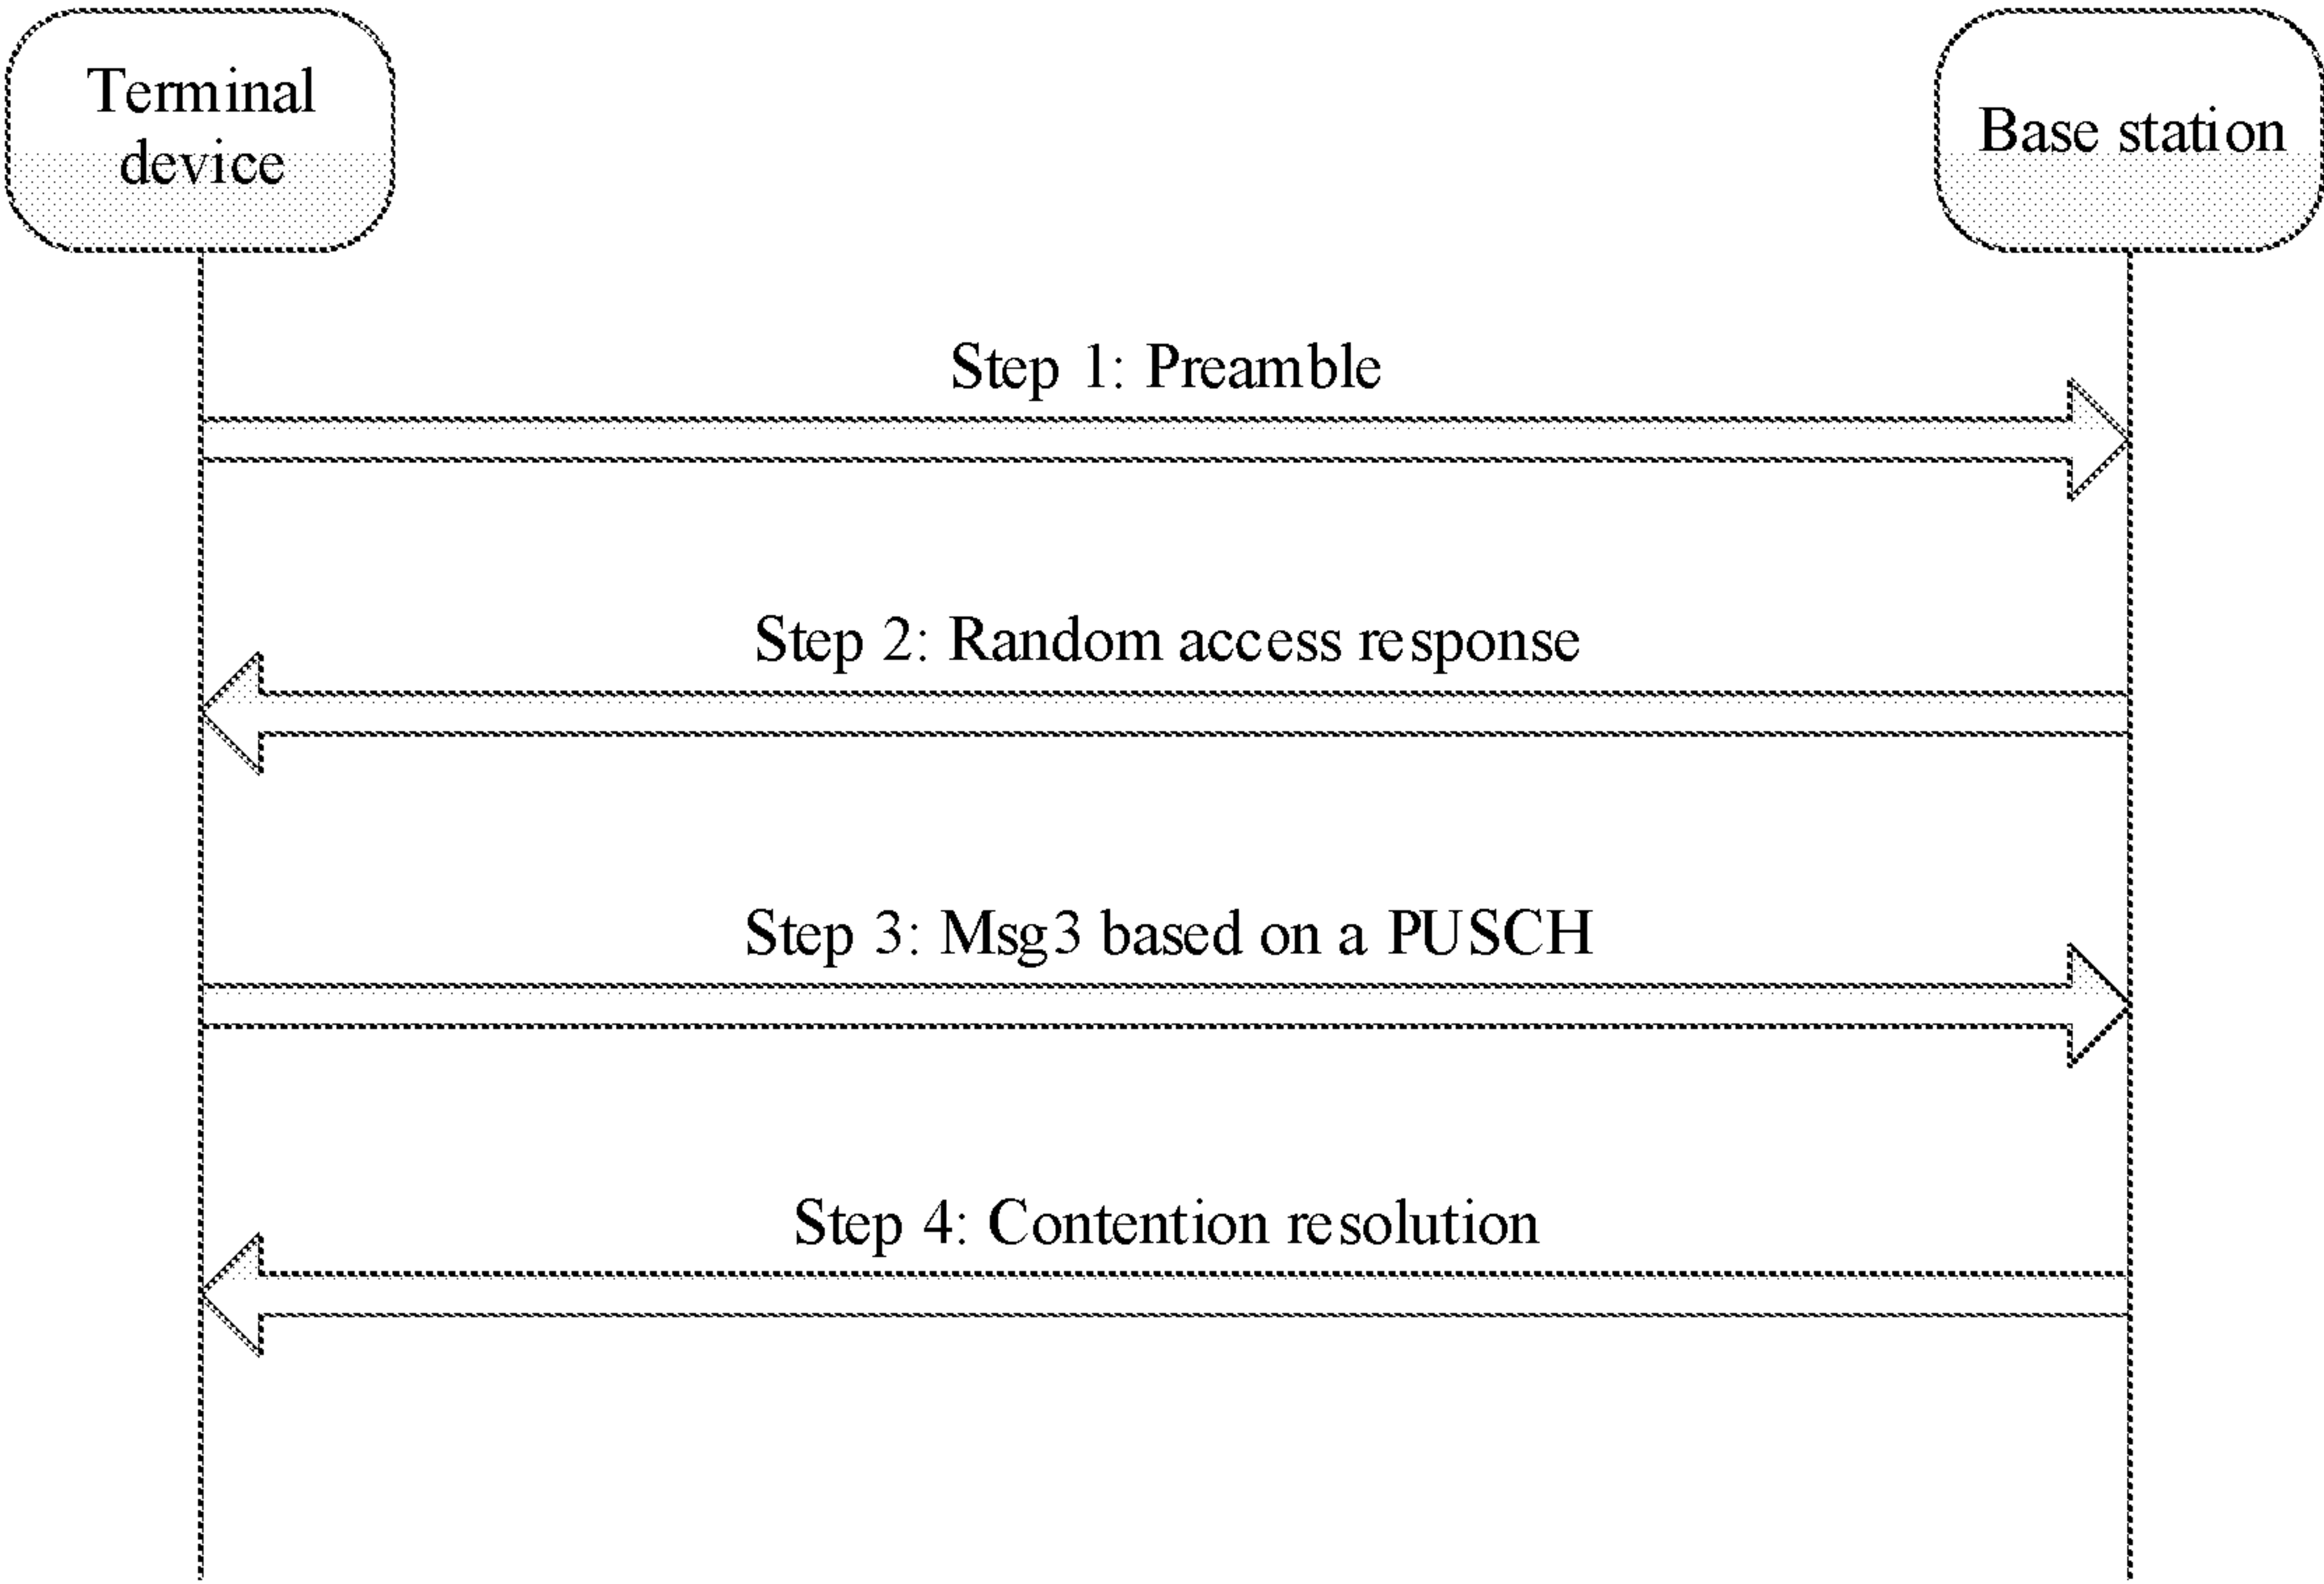 Terminal
device
Base station
Step 1: Preamble
Step 2: Random access response
Step 3: Msg3 based on a PUSCH
Step 4: Contention resolution